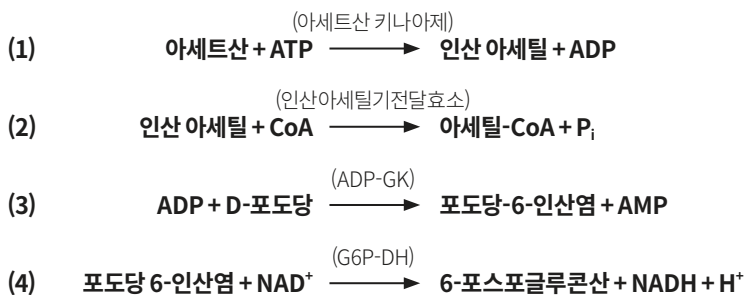 (아세트산 키나아제)
(1) 아세트산 + ATP ⟶ 인산 아세틸 + ADP
(인산아세틸기전달효소)
(2) 인산 아세틸 + CoA ⟶ 아세틸-CoA + Pᵢ
(ADP-GK)
(3) ADP + D-포도당 ⟶ 포도당-6-인산염 + AMP
(G6P-DH)
(4) 포도당 6-인산염 + NAD⁺ ⟶ 6-포스포글루콘산 + NADH + H⁺